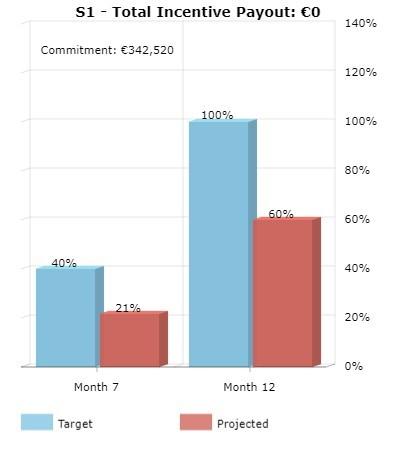 S1 - Total Incentive Payout: €0
140%
Commitment: €342,520
120%
100%
100%
80%
60%
60%
40%
40%
21%
20%
0%
Month 7
Month 12
Target
Projected